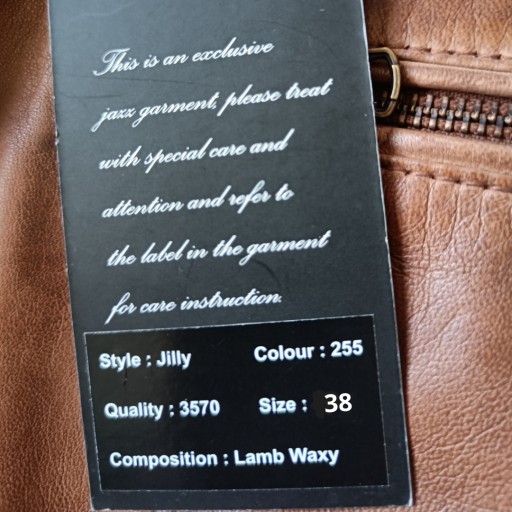 This is an exclusive
jazz garment, please treat
with special care and
attention and refer to
the label in the garment
for care instruction.
Style : Jilly Colour : 255
Quality : 3570 Size : 38
Composition : Lamb Waxy